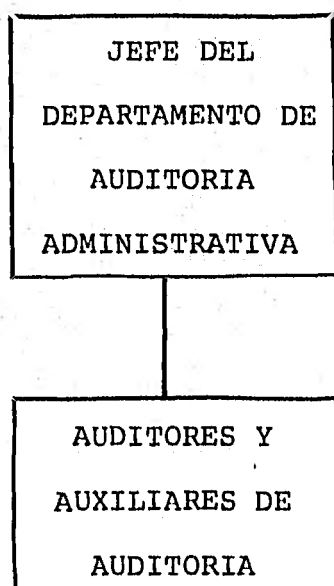 JEFE DEL
DEPARTAMENTO DE
AUDITORIA
ADMINISTRATIVA
AUDITORES Y
AUXILIARES DE
AUDITORIA